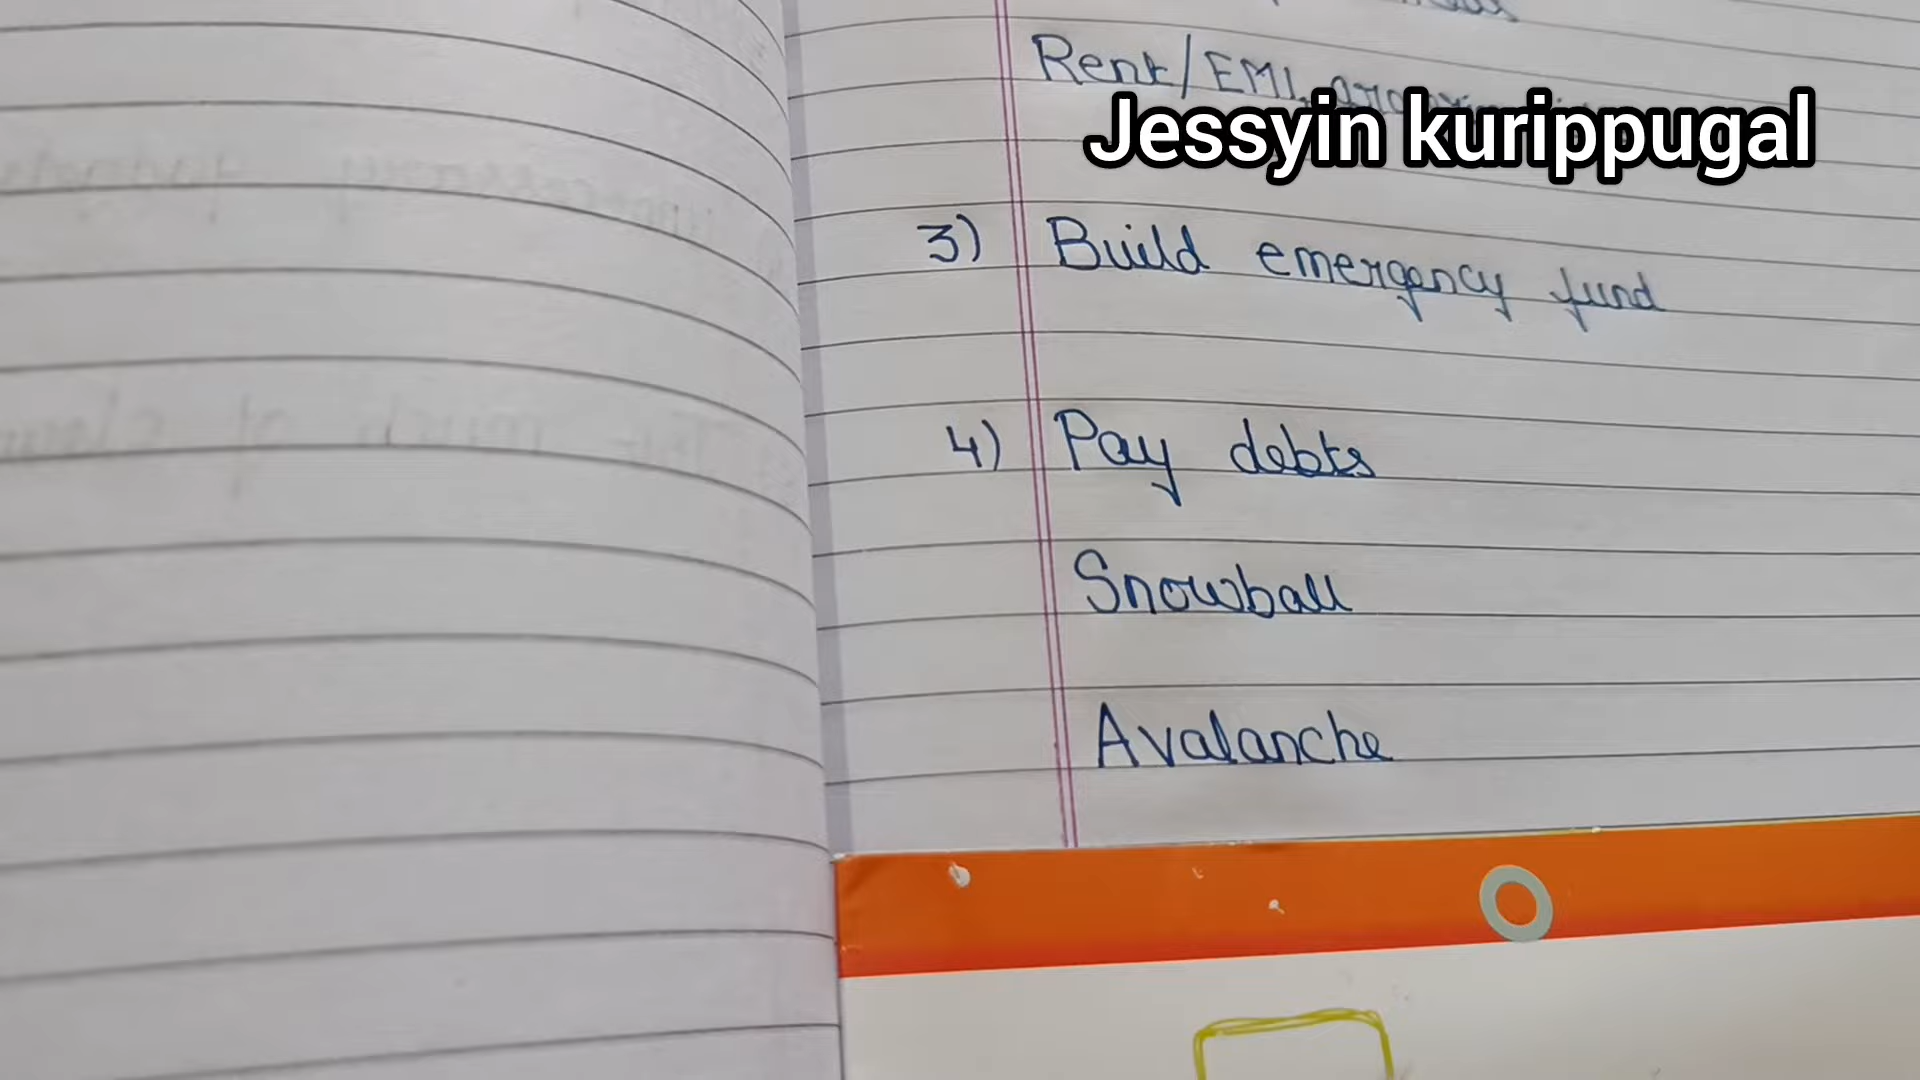 Rent/EMI,
Jessyin kurippugal
3) Build emergency fund
4) Pay debts
Snowball
Avalanche